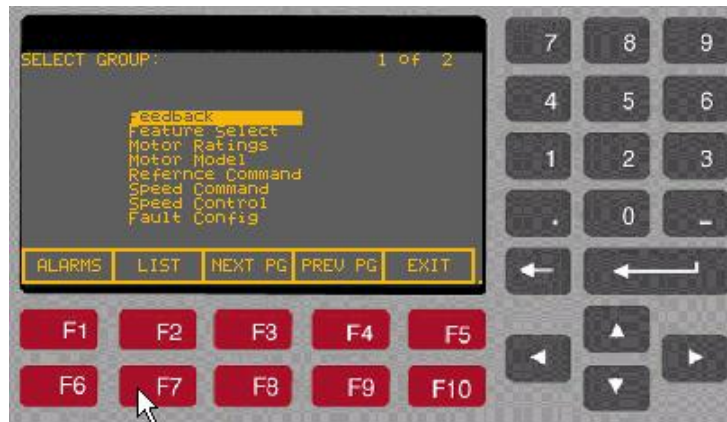 SELECT GROUP: 1 of 2
Feedback
Feature Select
Motor Ratings
Motor Model
Refernce Command
Speed Command
Speed Control
Fault Config
ALARMS LIST NEXT PG PREV PG EXIT
F1 F2 F3 F4 F5
F6 F7 F8 F9 F10
7 8 9
4 5 6
1 2 3
. 0 -